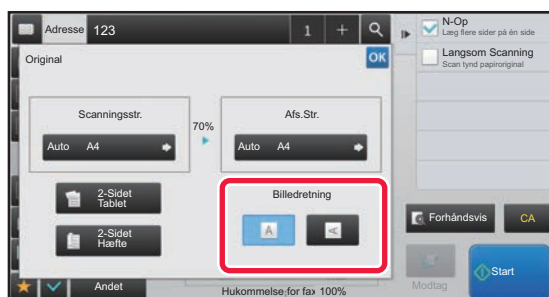 Adresse 123 1 +
Original OK
Scanningsstr.
Auto A4
70%
Afs.Str.
Auto A4
2-Sidet
Tablet
2-Sidet
Hæfte
Billedretning
A A
Andet
Hukommelse:for fax 100%
N-Op
Læg flere sider på én side
Langsom Scanning
Scan tynd papiroriginal
Forhåndsvis CA
Modtag
Start